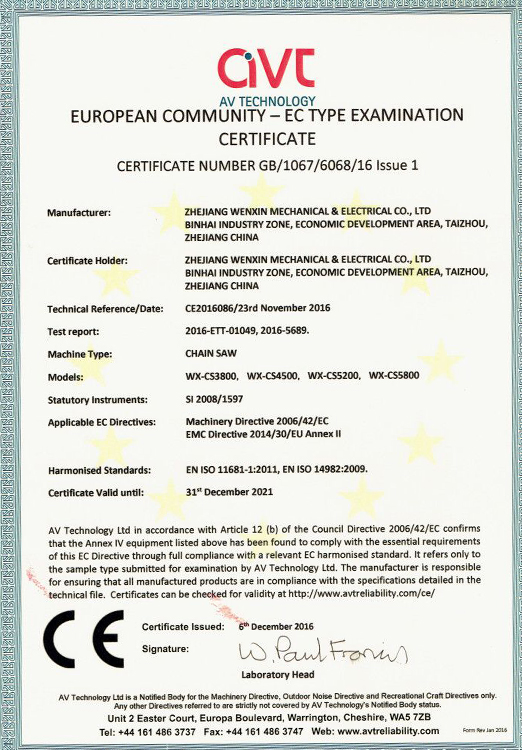 avt
AV TECHNOLOGY
EUROPEAN COMMUNITY – EC TYPE EXAMINATION
CERTIFICATE
CERTIFICATE NUMBER GB/1067/6068/16 Issue 1
Manufacturer: ZHEJIANG WENXIN MECHANICAL & ELECTRICAL CO., LTD
BINHAI INDUSTRY ZONE, ECONOMIC DEVELOPMENT AREA, TAIZHOU,
ZHEJIANG CHINA
Certificate Holder: ZHEJIANG WENXIN MECHANICAL & ELECTRICAL CO., LTD
BINHAI INDUSTRY ZONE, ECONOMIC DEVELOPMENT AREA, TAIZHOU,
ZHEJIANG CHINA
Technical Reference/Date: CE2016086/23rd November 2016
Test report: 2016-ETT-01049, 2016-5689.
Machine Type: CHAIN SAW
Models: WX-CS3800, WX-CS4500, WX-CS5200, WX-CS5800
Statutory Instruments: SI 2008/1597
Applicable EC Directives: Machinery Directive 2006/42/EC
EMC Directive 2014/30/EU Annex II
Harmonised Standards: EN ISO 11681-1:2011, EN ISO 14982:2009.
Certificate Valid until: 31st December 2021
AV Technology Ltd in accordance with Article 12 (b) of the Council Directive 2006/42/EC confirms
that the Annex IV equipment listed above has been found to comply with the essential requirements
of this EC Directive through full compliance with a relevant EC harmonised standard. It refers only to
the sample type submitted for examination by AV Technology Ltd. The manufacturer is responsible
for ensuring that all manufactured products are in compliance with the specifications detailed in the
technical file. Certificates can be checked for validity at http://www.avtreliability.com/ce/
CE
Certificate Issued: 6th December 2016
Signature: W. Paul Francis
Laboratory Head
AV Technology Ltd is a Notified Body for the Machinery Directive, Outdoor Noise Directive and Recreational Craft Directives only.
Any other Directives referred to are strictly not covered by AV Technology's Notified Body status.
Unit 2 Easter Court, Europa Boulevard, Warrington, Cheshire, WA5 7ZB
Tel: +44 161 486 3737 Fax: +44 161 486 3747 Web: www.avtreliability.com
Form Rev Jan 2016